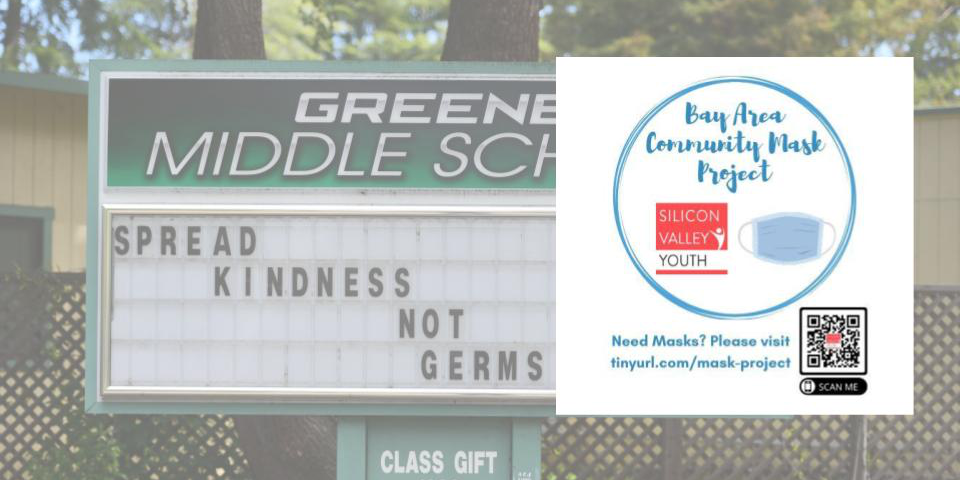 GREENE
MIDDLE SCH
SPREAD
KINDNESS
NOT
GERMS
CLASS GIFT
Bay Area
Community Mask
Project
SILICON
VALLEY
YOUTH
Need Masks? Please visit
tinyurl.com/mask-project
SCAN ME